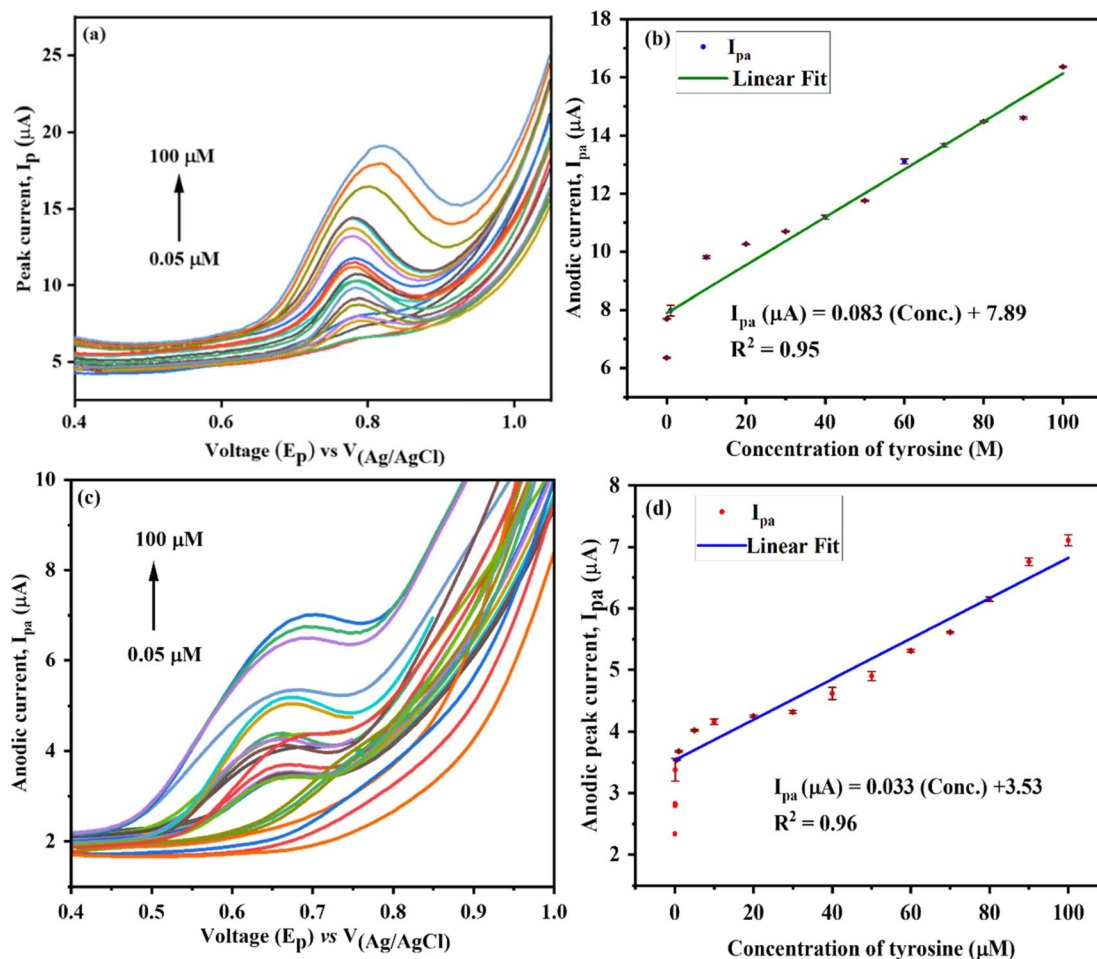 (a)
Peak current, Ip (µA)
25
20
15
10
5
100 µM
0.05 µM
0.4
0.6
0.8
1.0
Voltage (Ep) vs V(Ag/AgCl)
(b)
Anodic current, Ipa (µA)
18
16
14
12
10
8
6
Ipa
Linear Fit
Ipa (µA) = 0.083 (Conc.) + 7.89
R² = 0.95
0
20
40
60
80
100
Concentration of tyrosine (M)
(c)
Anodic current, Ipa (µA)
10
8
6
4
2
100 µM
0.05 µM
0.4
0.5
0.6
0.7
0.8
0.9
1.0
Voltage (Ep) vs V(Ag/AgCl)
(d)
Anodic peak current, Ipa (µA)
8
7
6
5
4
3
2
Ipa
Linear Fit
Ipa (µA) = 0.033 (Conc.) +3.53
R² = 0.96
0
20
40
60
80
100
Concentration of tyrosine (µM)